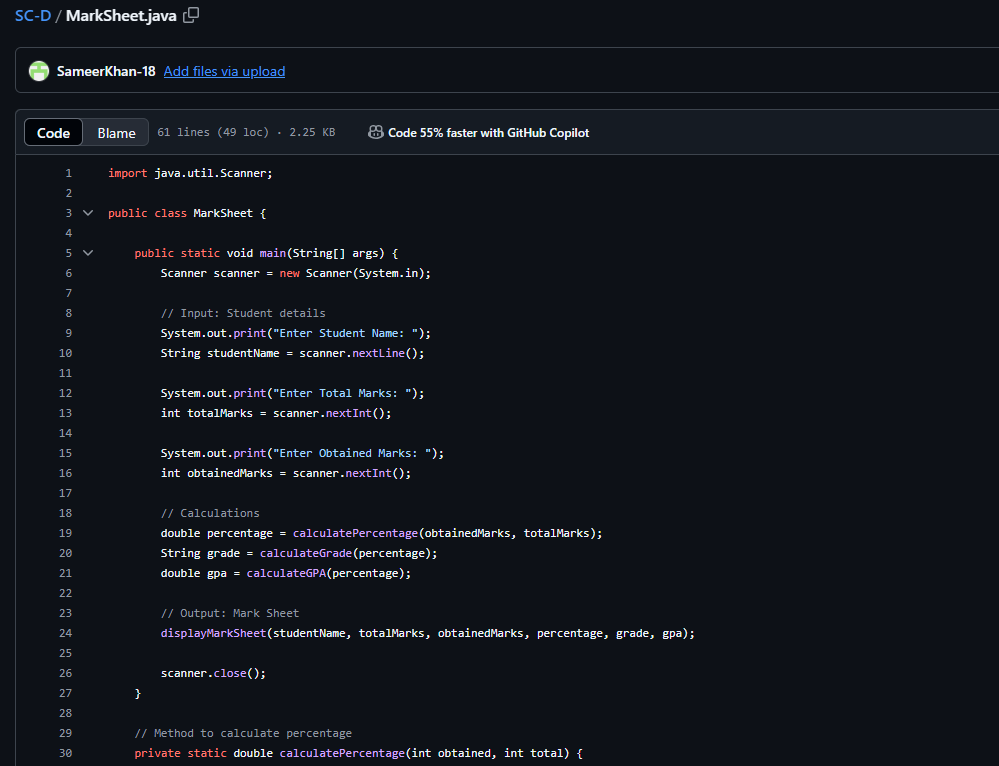 SC-D / MarkSheet.java
SameerKhan-18 Add files via upload
Code Blame 61 lines (49 loc) · 2.25 KB Code 55% faster with GitHub Copilot
1 import java.util.Scanner;
2
3 public class MarkSheet {
4
5 public static void main(String[] args) {
6 Scanner scanner = new Scanner(System.in);
7
8 // Input: Student details
9 System.out.print("Enter Student Name: ");
10 String studentName = scanner.nextLine();
11
12 System.out.print("Enter Total Marks: ");
13 int totalMarks = scanner.nextInt();
14
15 System.out.print("Enter Obtained Marks: ");
16 int obtainedMarks = scanner.nextInt();
17
18 // Calculations
19 double percentage = calculatePercentage(obtainedMarks, totalMarks);
20 String grade = calculateGrade(percentage);
21 double gpa = calculateGPA(percentage);
22
23 // Output: Mark Sheet
24 displayMarkSheet(studentName, totalMarks, obtainedMarks, percentage, grade, gpa);
25
26 scanner.close();
27 }
28
29 // Method to calculate percentage
30 private static double calculatePercentage(int obtained, int total) {